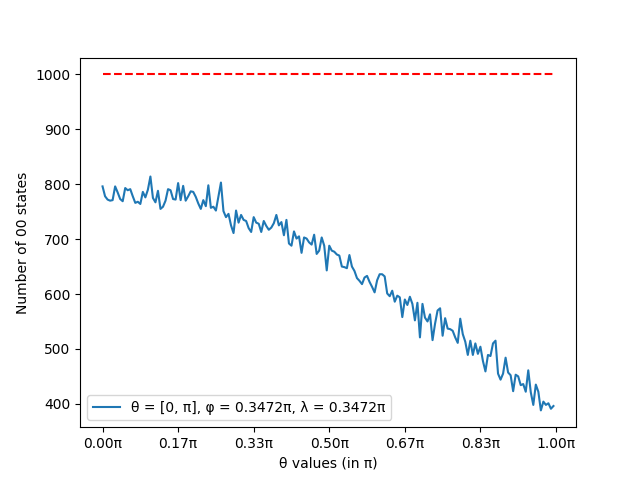 1000
900
800
700
600
500
400
Number of 00 states
θ = [0, π], φ = 0.3472π, λ = 0.3472π
0.00π 0.17π 0.33π 0.50π 0.67π 0.83π 1.00π
θ values (in π)